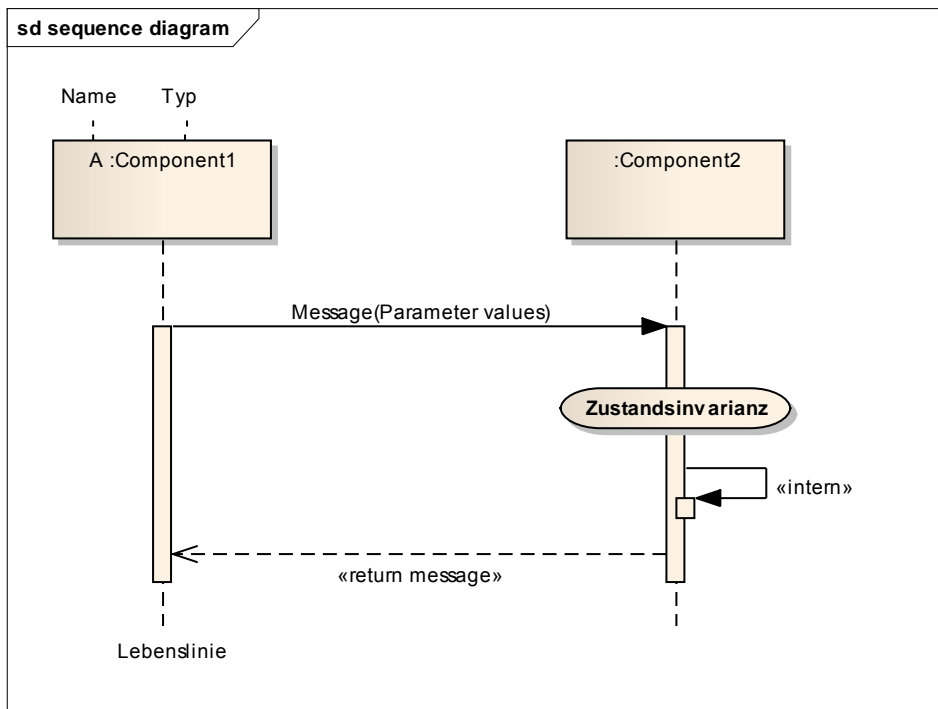 sd sequence diagram
Name Typ
A :Component1 :Component2
Message(Parameter values)
Zustandsinvarianz
«intern»
«return message»
Lebenslinie